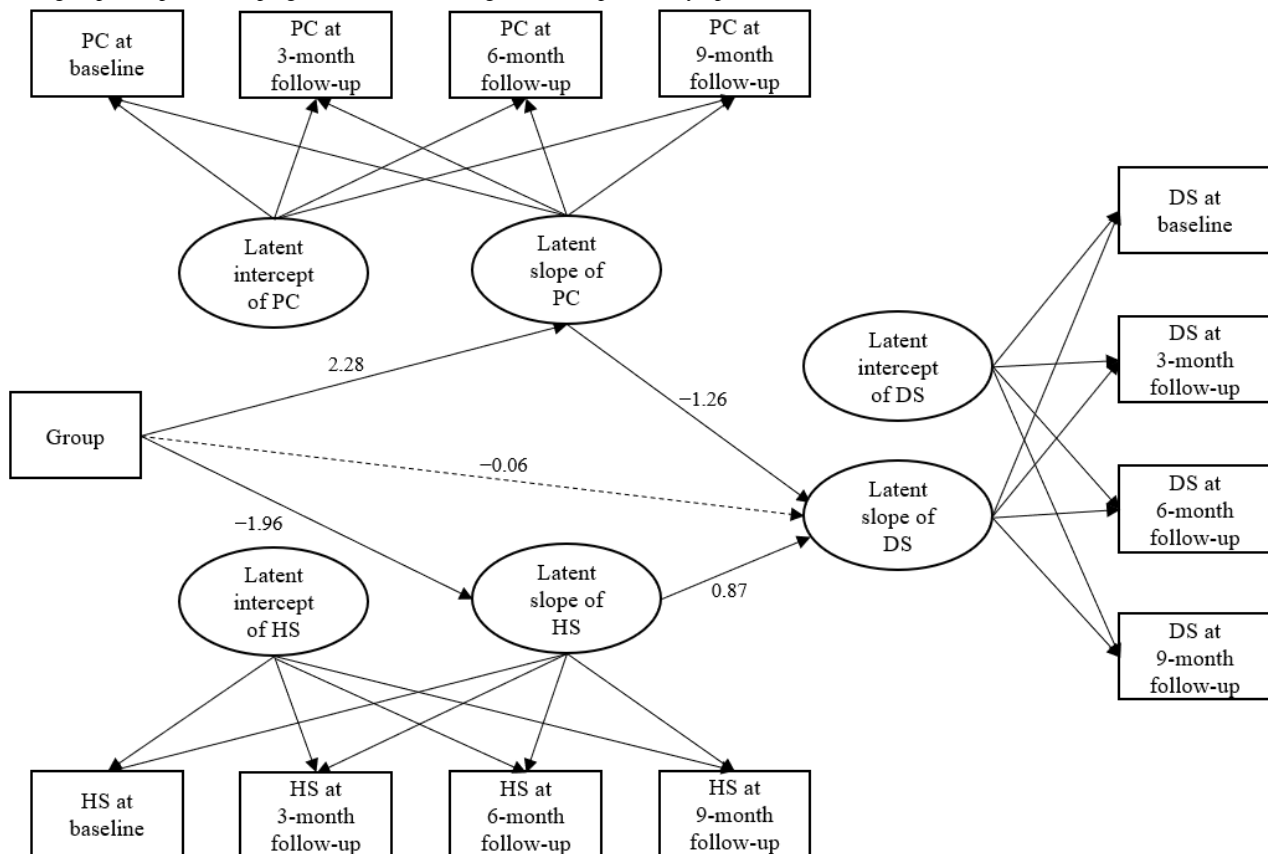 PC at
baseline
PC at
3-month
follow-up
PC at
6-month
follow-up
PC at
9-month
follow-up
Latent
intercept
of PC
Latent
slope of
PC
DS at
baseline
Latent
intercept
of DS
DS at
3-month
follow-up
2.28
−1.26
Group
−0.06
Latent
slope of
DS
DS at
6-month
follow-up
−1.96
Latent
intercept
of HS
Latent
slope of
HS
0.87
DS at
9-month
follow-up
HS at
baseline
HS at
3-month
follow-up
HS at
6-month
follow-up
HS at
9-month
follow-up